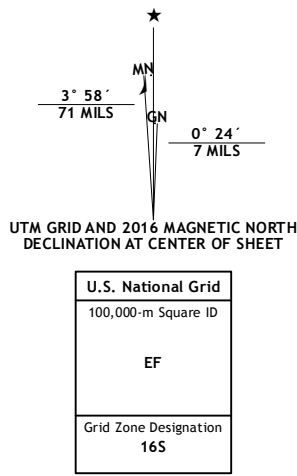 ★
MN
3° 58´
71 MILS
GN
0° 24´
7 MILS
UTM GRID AND 2016 MAGNETIC NORTH
DECLINATION AT CENTER OF SHEET
U.S. National Grid
100,000-m Square ID
EF
Grid Zone Designation
16S